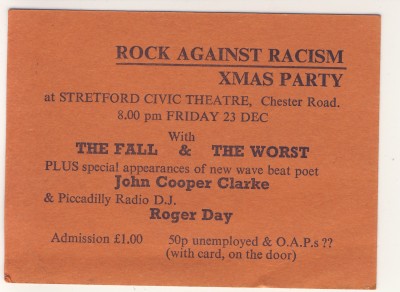 ROCK AGAINST RACISM
XMAS PARTY
at STRETFORD CIVIC THEATRE, Chester Road.
8.00 pm FRIDAY 23 DEC
With
THE FALL & THE WORST
PLUS special appearances of new wave beat poet
John Cooper Clarke
& Piccadilly Radio D.J.
Roger Day
Admission £1.00 50p unemployed & O.A.P.s ??
(with card, on the door)